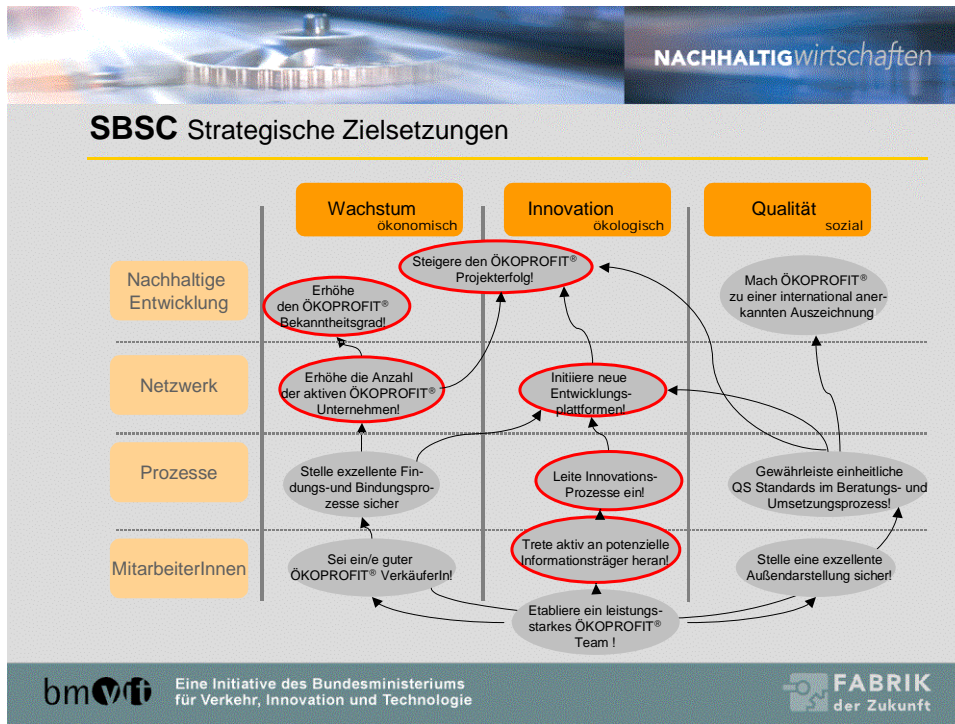 NACHHALTIGwirtschaften
SBSC Strategische Zielsetzungen
Wachstum
ökonomisch
Innovation
ökologisch
Qualität
sozial
Nachhaltige
Entwicklung
Steigere den ÖKOPROFIT®
Projekterfolg!
Erhöhe
den ÖKOPROFIT®
Bekanntheitsgrad!
Mach ÖKOPROFIT®
zu einer international aner-
kannten Auszeichnung
Netzwerk
Erhöhe die Anzahl
der aktiven ÖKOPROFIT®
Unternehmen!
Initiiere neue
Entwicklungs-
plattformen!
Prozesse
Stelle exzellente Fin-
dungs-und Bindungspro-
zesse sicher
Leite Innovations-
Prozesse ein!
Gewährleiste einheitliche
QS Standards im Beratungs- und
Umsetzungsprozess!
MitarbeiterInnen
Sei ein/e guter
ÖKOPROFIT® VerkäuferIn!
Trete aktiv an potenzielle
Informationsträger heran!
Stelle eine exzellente
Außendarstellung sicher!
Etabliere ein leistungs-
starkes ÖKOPROFIT®
Team !
bmvit
Eine Initiative des Bundesministeriums
für Verkehr, Innovation und Technologie
FABRIK
der Zukunft